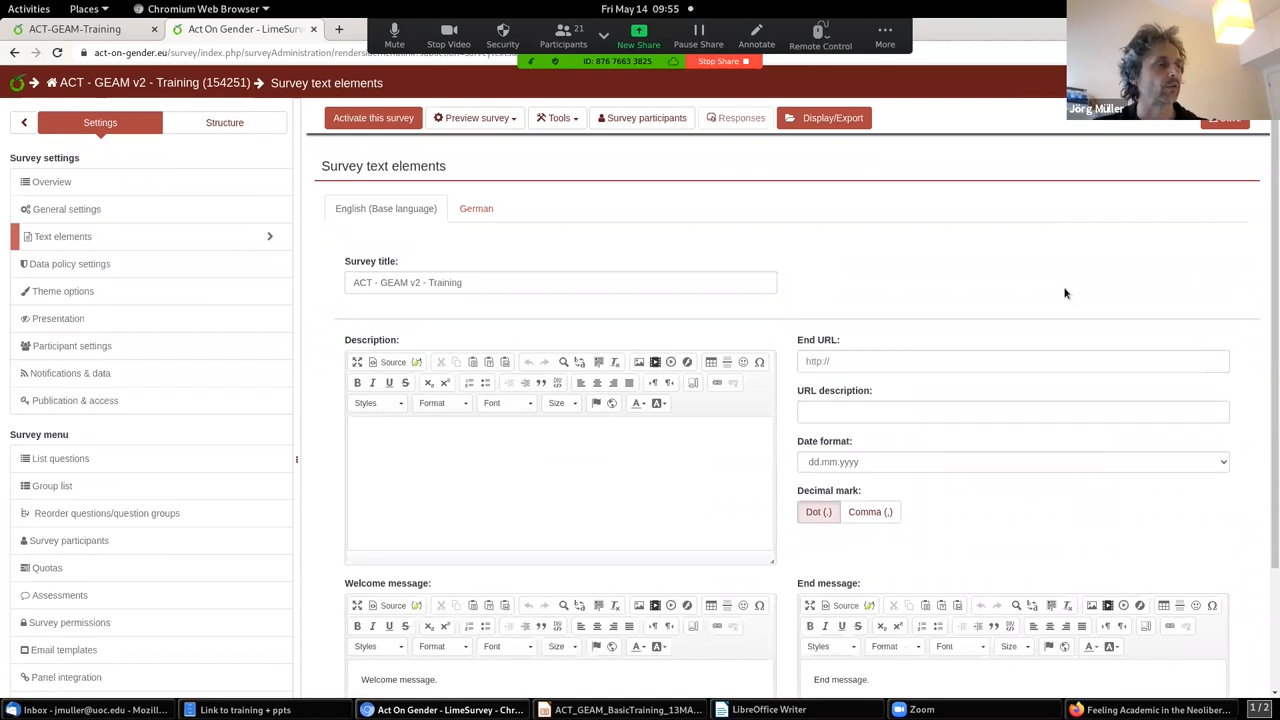 Activities Places Chromium Web Browser Fri May 14 09:55
ACT-GEAM-Training Act On Gender - LimeSurv
Mute Stop Video Security Participants 21 New Share Pause Share Annotate Remote Control More
act-on-gender.eu/survey/index.php/surveyAdministration/
ID: 876 7663 3825 Stop Share
ACT - GEAM v2 - Training (154251) Survey text elements
Jörg Müller
Settings Structure
Activate this survey Preview survey Tools Survey participants Responses Display/Export
Survey settings
Overview
General settings
Text elements
Data policy settings
Theme options
Presentation
Participant settings
Notifications & data
Publication & access
Survey menu
List questions
Group list
Reorder questions/question groups
Survey participants
Quotas
Assessments
Survey permissions
Email templates
Panel integration
Survey text elements
English (Base language) German
Survey title:
ACT - GEAM v2 - Training
Description:
Source
B I U S
Styles Format Font Size A A
End URL:
http://
URL description:
Date format:
dd.mm.yyyy
Decimal mark:
Dot (.) Comma (,)
Welcome message:
Source
B I U S
Styles Format Font Size A A
Welcome message.
End message:
Source
B I U S
Styles Format Font Size A A
End message.
Inbox - jmuller@uoc.edu - Mozill... Link to training + ppts Act On Gender - LimeSurvey - Chr... ACT_GEAM_BasicTraining_13MA... LibreOffice Writer Zoom Feeling Academic in the Neoliber... 1 / 2